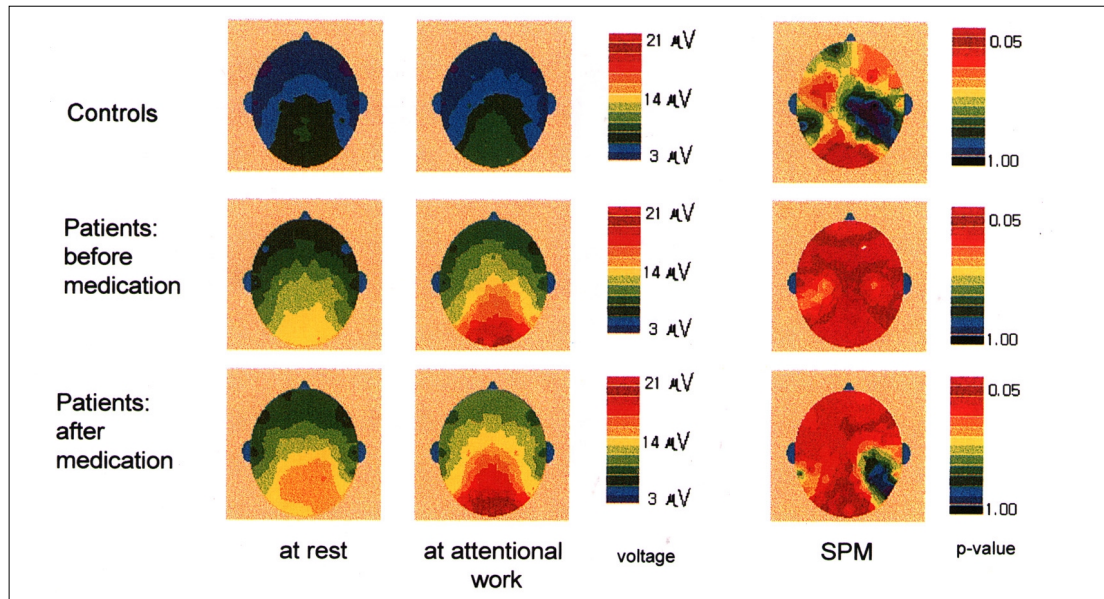 Controls
21 µV
14 µV
3 µV
0.05
1.00
Patients:
before
medication
21 µV
14 µV
3 µV
0.05
1.00
Patients:
after
medication
21 µV
14 µV
3 µV
0.05
1.00
at rest
at attentional
work
voltage
SPM
p-value